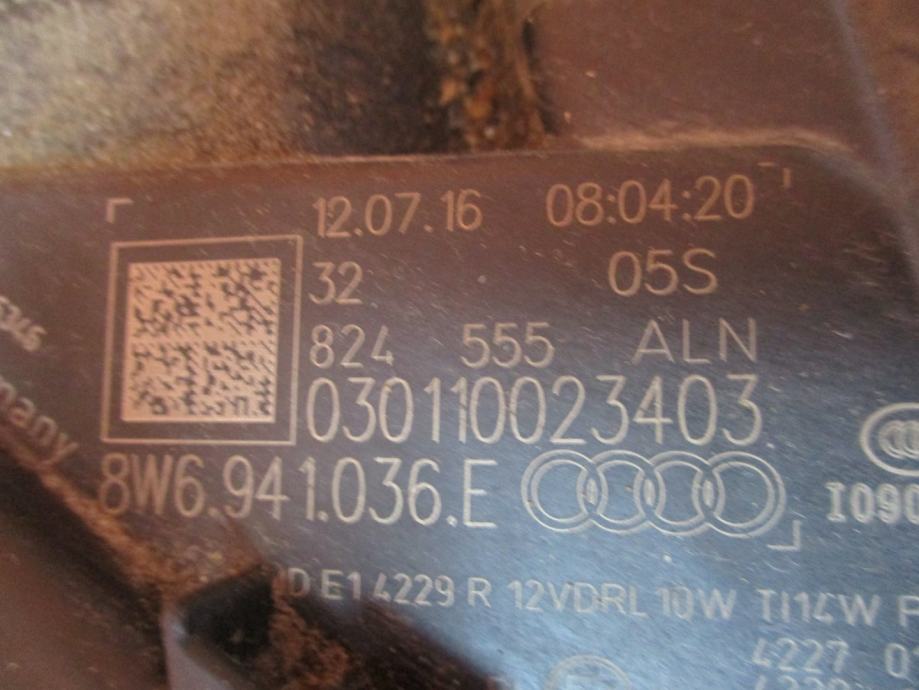 12.07.16 08:04:20
32 05S
824 555 ALN
030110023403
8W6.941.036.E
E1 4229 R 12VDRL 10W TI14W F
4227